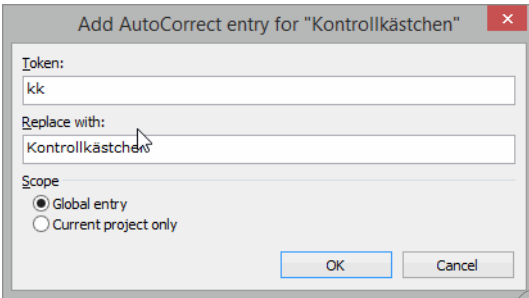 Add AutoCorrect entry for "Kontrollkästchen"
Token:
kk
Replace with:
Kontrollkästchen
Scope
Global entry
Current project only
OK Cancel